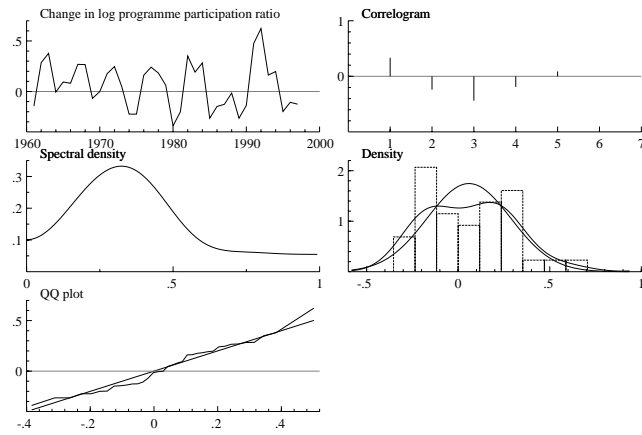 Change in log programme participation ratio
.5
0
1960 1970 1980 1990 2000
Correlogram
1
0
1 2 3 4 5 6 7
Spectral density
.3
.2
.1
0 .5 1
Density
2
1
-.5 0 .5 1
QQ plot
.5
0
-.4 -.2 0 .2 .4